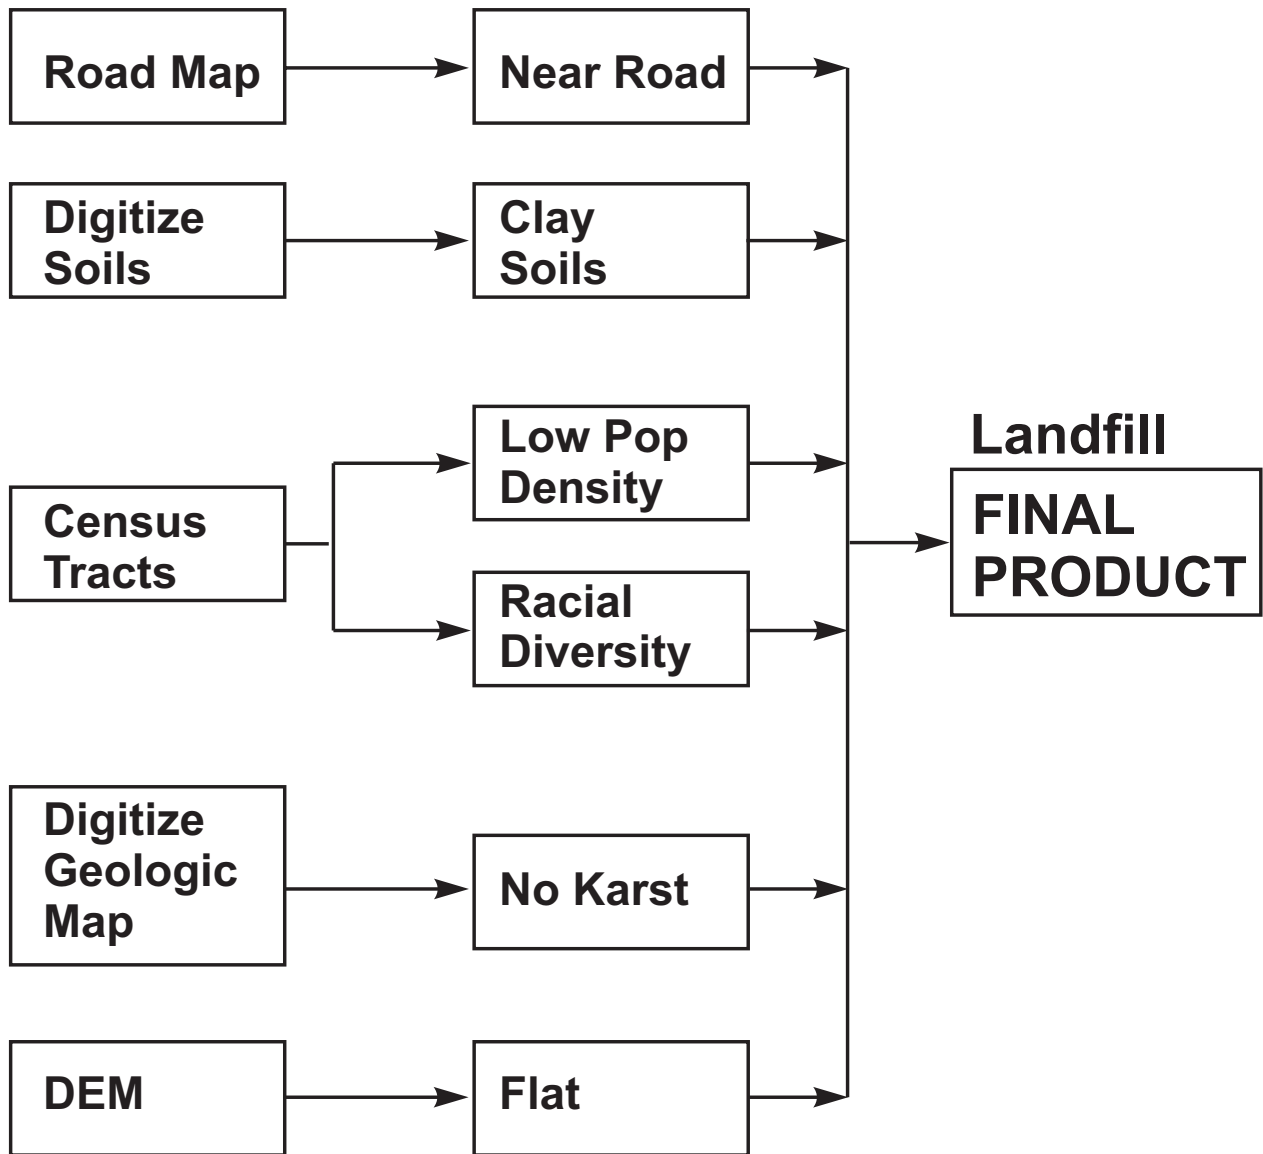 Road Map
Near Road
Digitize
Soils
Clay
Soils
Census
Tracts
Low Pop
Density
Racial
Diversity
Landfill
FINAL
PRODUCT
Digitize
Geologic
Map
No Karst
DEM
Flat